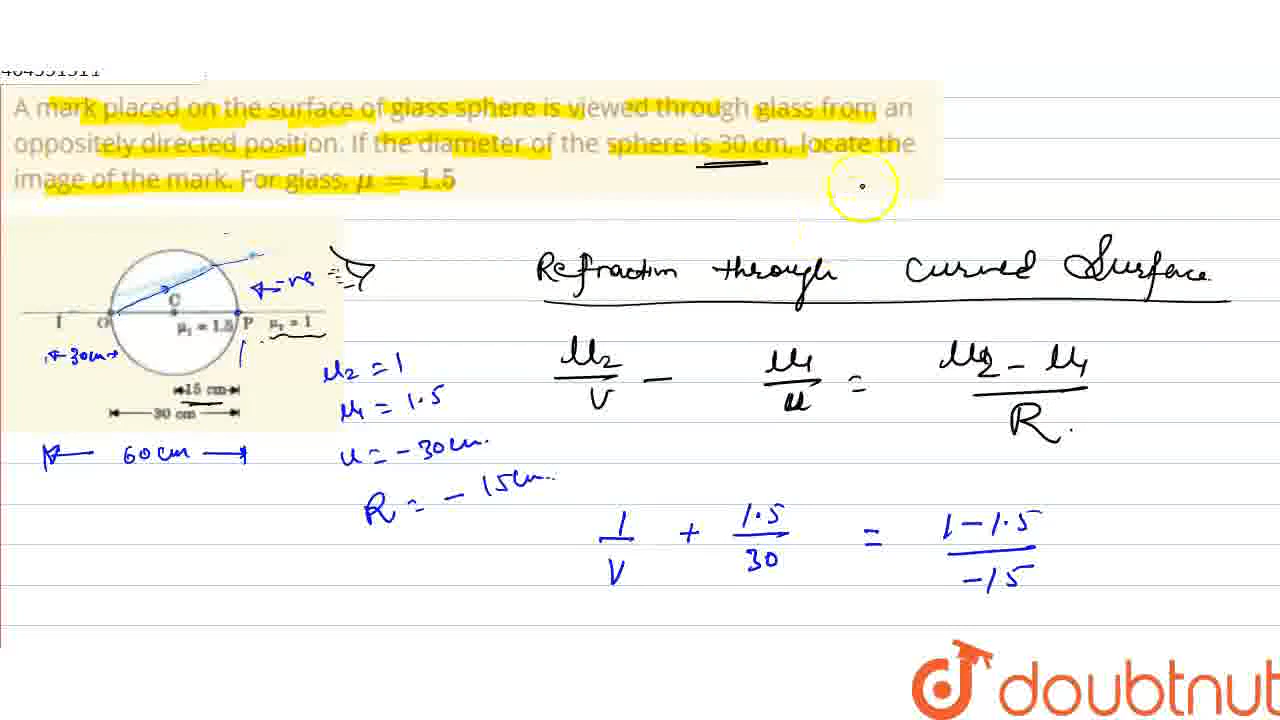 A mark placed on the surface of glass sphere is viewed through glass from an
oppositely directed position. If the diameter of the sphere is 30 cm, locate the
image of the mark. For glass, μ = 1.5
Refraction through curved Surface.
C
I O μ₁ = 1.5 P μ₂ = 1
-ve
30cm
15 cm
30 cm
60 cm
μ₂ = 1
μ₁ = 1.5
u = - 30 cm.
R = - 15 cm.
μ₂/v - μ₁/u = μ₂ - μ₁/R.
1/v + 1.5/30 = 1 - 1.5/-15
doubtnut